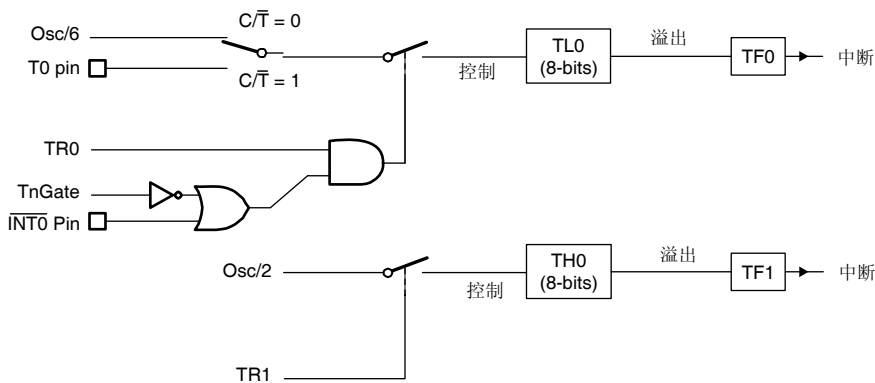 C/T̅ = 0
Osc/6
T0 pin
C/T̅ = 1
控制
TL0
(8-bits)
溢出
TF0
中断
TR0
TnGate
I̅N̅T̅0̅ Pin
Osc/2
控制
TH0
(8-bits)
溢出
TF1
中断
TR1